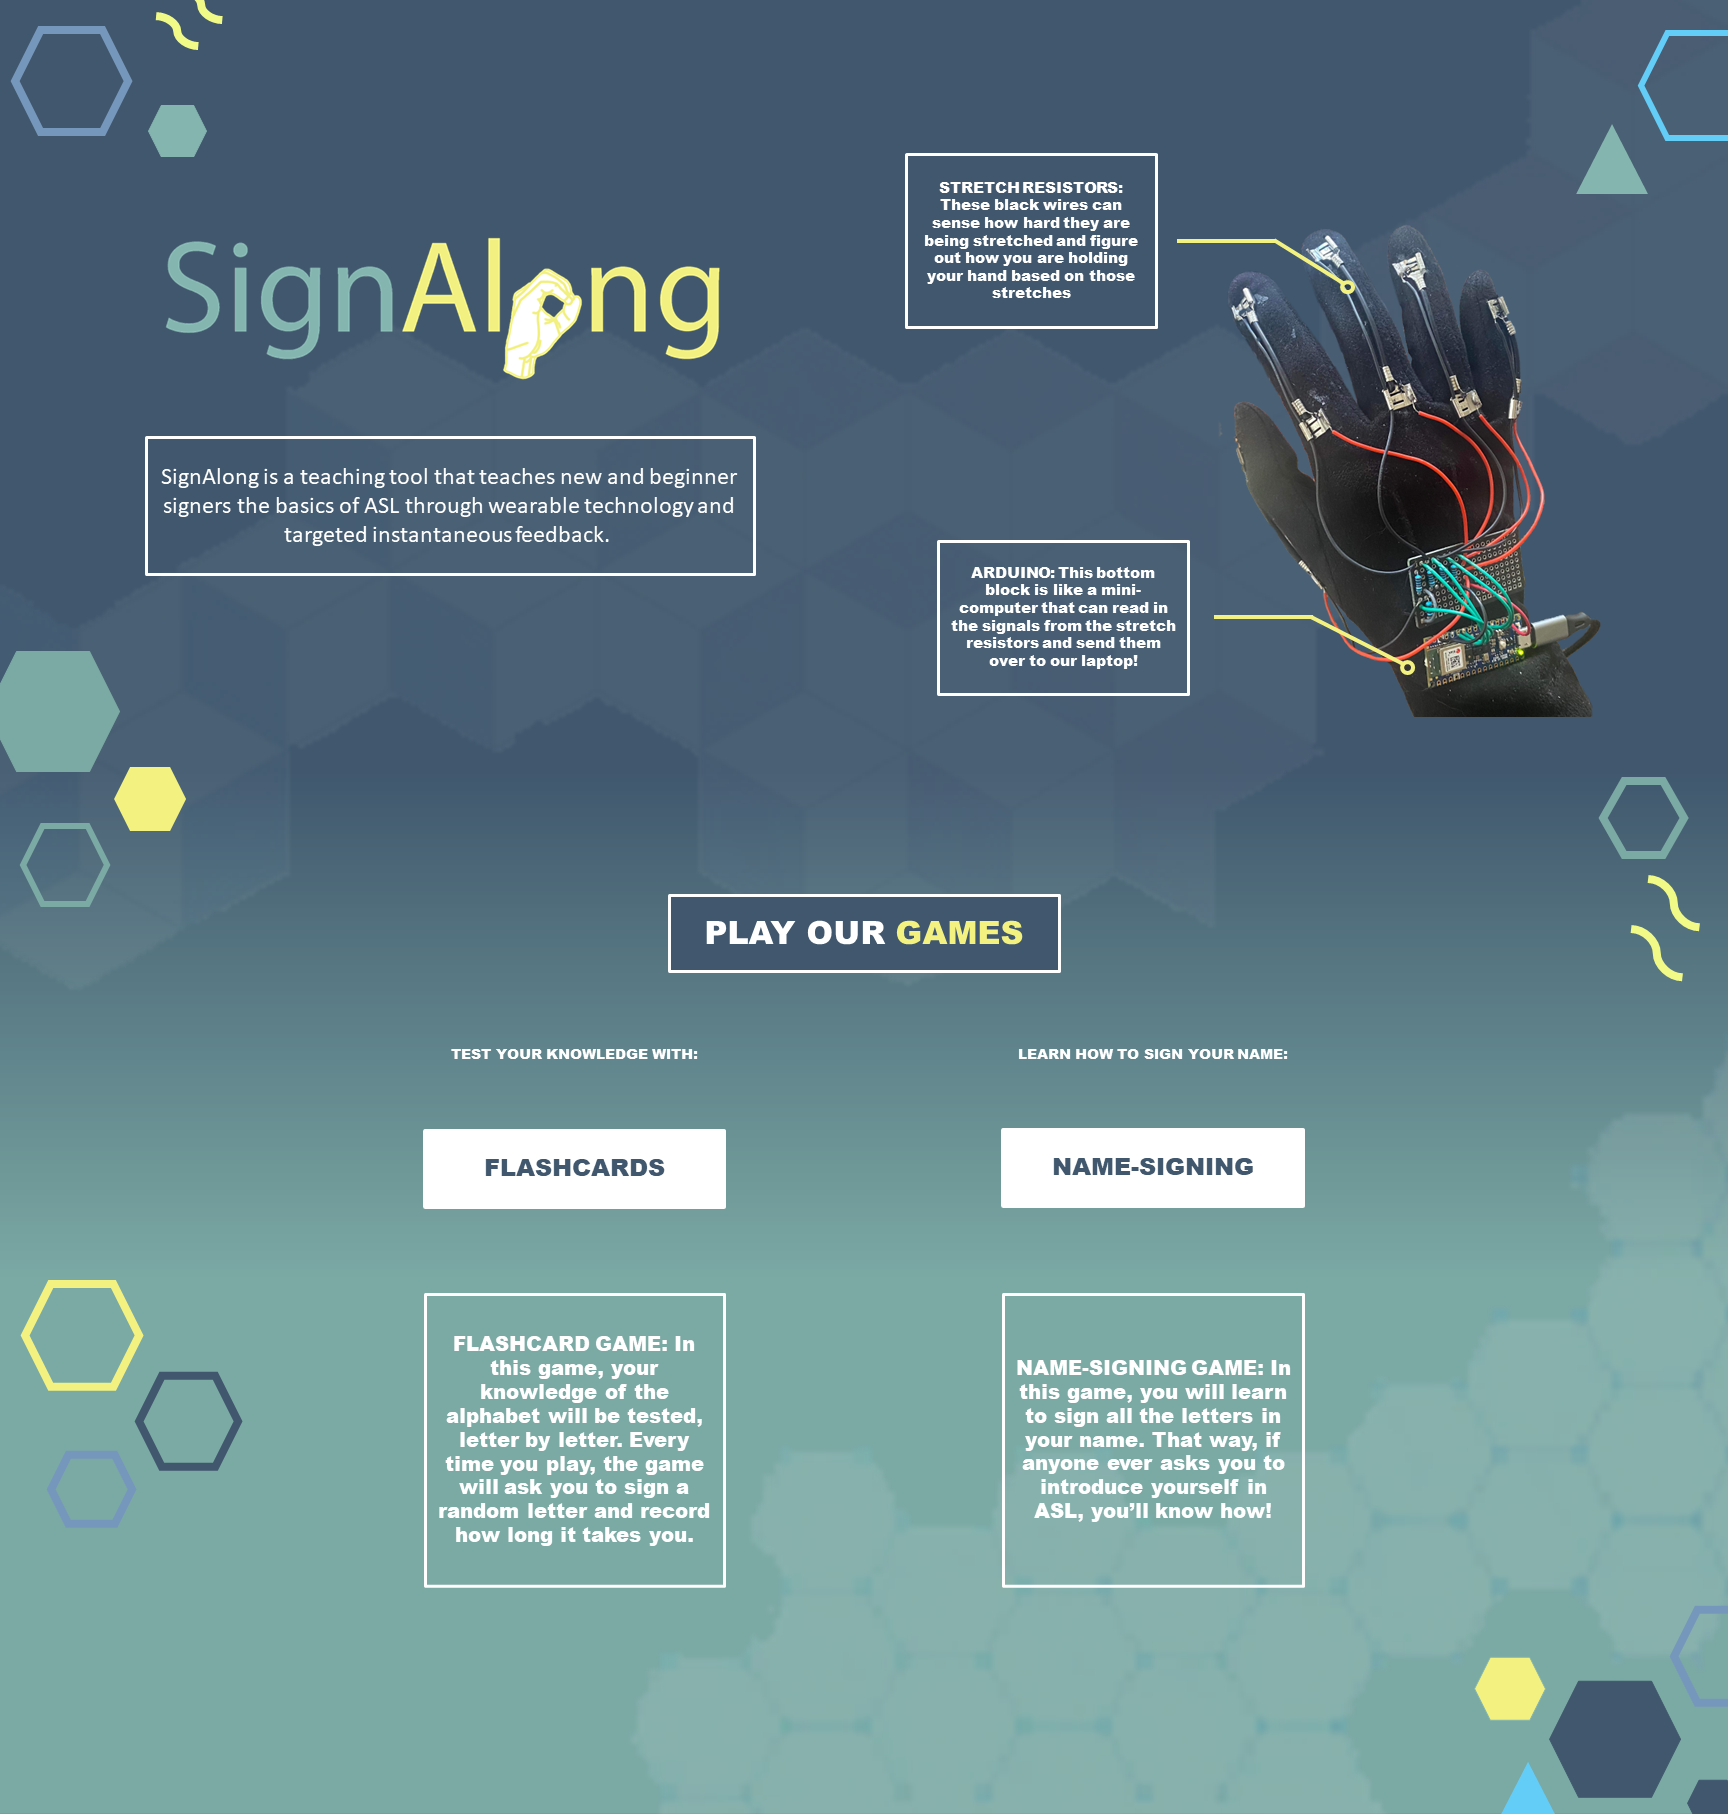 SignAlong
SignAlong is a teaching tool that teaches new and beginner
signers the basics of ASL through wearable technology and
targeted instantaneous feedback.
STRETCH RESISTORS:
These black wires can
sense how hard they are
being stretched and figure
out how you are holding
your hand based on those
stretches
ARDUINO: This bottom
block is like a mini-
computer that can read in
the signals from the stretch
resistors and send them
over to our laptop!
PLAY OUR GAMES
TEST YOUR KNOWLEDGE WITH:
FLASHCARDS
FLASHCARD GAME: In
this game, your
knowledge of the
alphabet will be tested,
letter by letter. Every
time you play, the game
will ask you to sign a
random letter and record
how long it takes you.
LEARN HOW TO SIGN YOUR NAME:
NAME-SIGNING
NAME-SIGNING GAME: In
this game, you will learn
to sign all the letters in
your name. That way, if
anyone ever asks you to
introduce yourself in
ASL, you’ll know how!